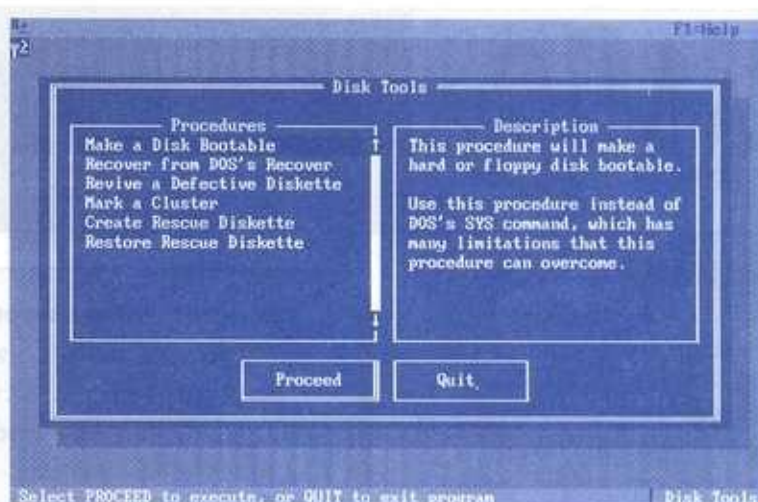 F1=Help
Disk Tools
Procedures
Make a Disk Bootable
Recover from DOS's Recover
Revive a Defective Diskette
Mark a Cluster
Create Rescue Diskette
Restore Rescue Diskette
Description
This procedure will make a
hard or floppy disk bootable.
Use this procedure instead of
DOS's SYS command, which has
many limitations that this
procedure can overcome.
Proceed
Quit
Select PROCEED to execute, or QUIT to exit program
Disk Tools